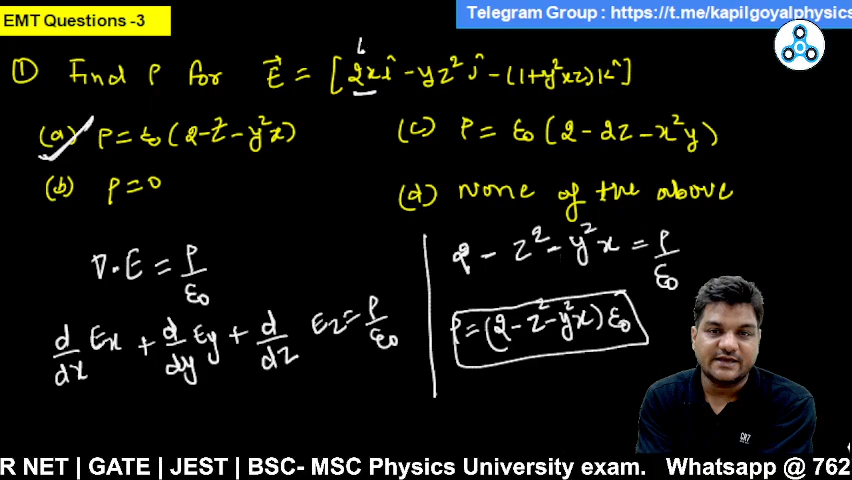 EMT Questions -3
Telegram Group : https://t.me/kapilgoyalphysics
① Find ρ for E⃗ = [2xî - yz²ĵ - (1+y²xz)k̂]
(a) ρ = ε₀ (2-z²-y²x)
(c) ρ = ε₀ (2 - 2z - x²y)
(b) ρ = 0
(d) None of the above
∇·E = ρ/ε₀
d/dx Ex + d/dy Ey + d/dz Ez = ρ/ε₀
2 - z² - y²x = ρ/ε₀
ρ = (2-z²-y²x) ε₀
CR7
R NET | GATE | JEST | BSC- MSC Physics University exam. Whatsapp @ 762